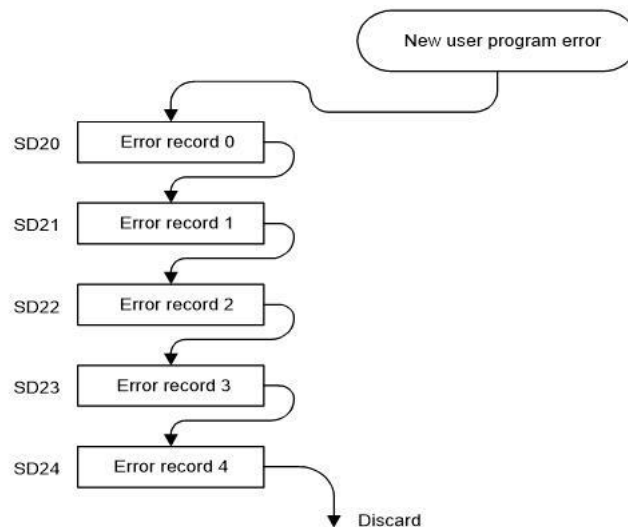 New user program error
SD20 Error record 0
SD21 Error record 1
SD22 Error record 2
SD23 Error record 3
SD24 Error record 4
Discard